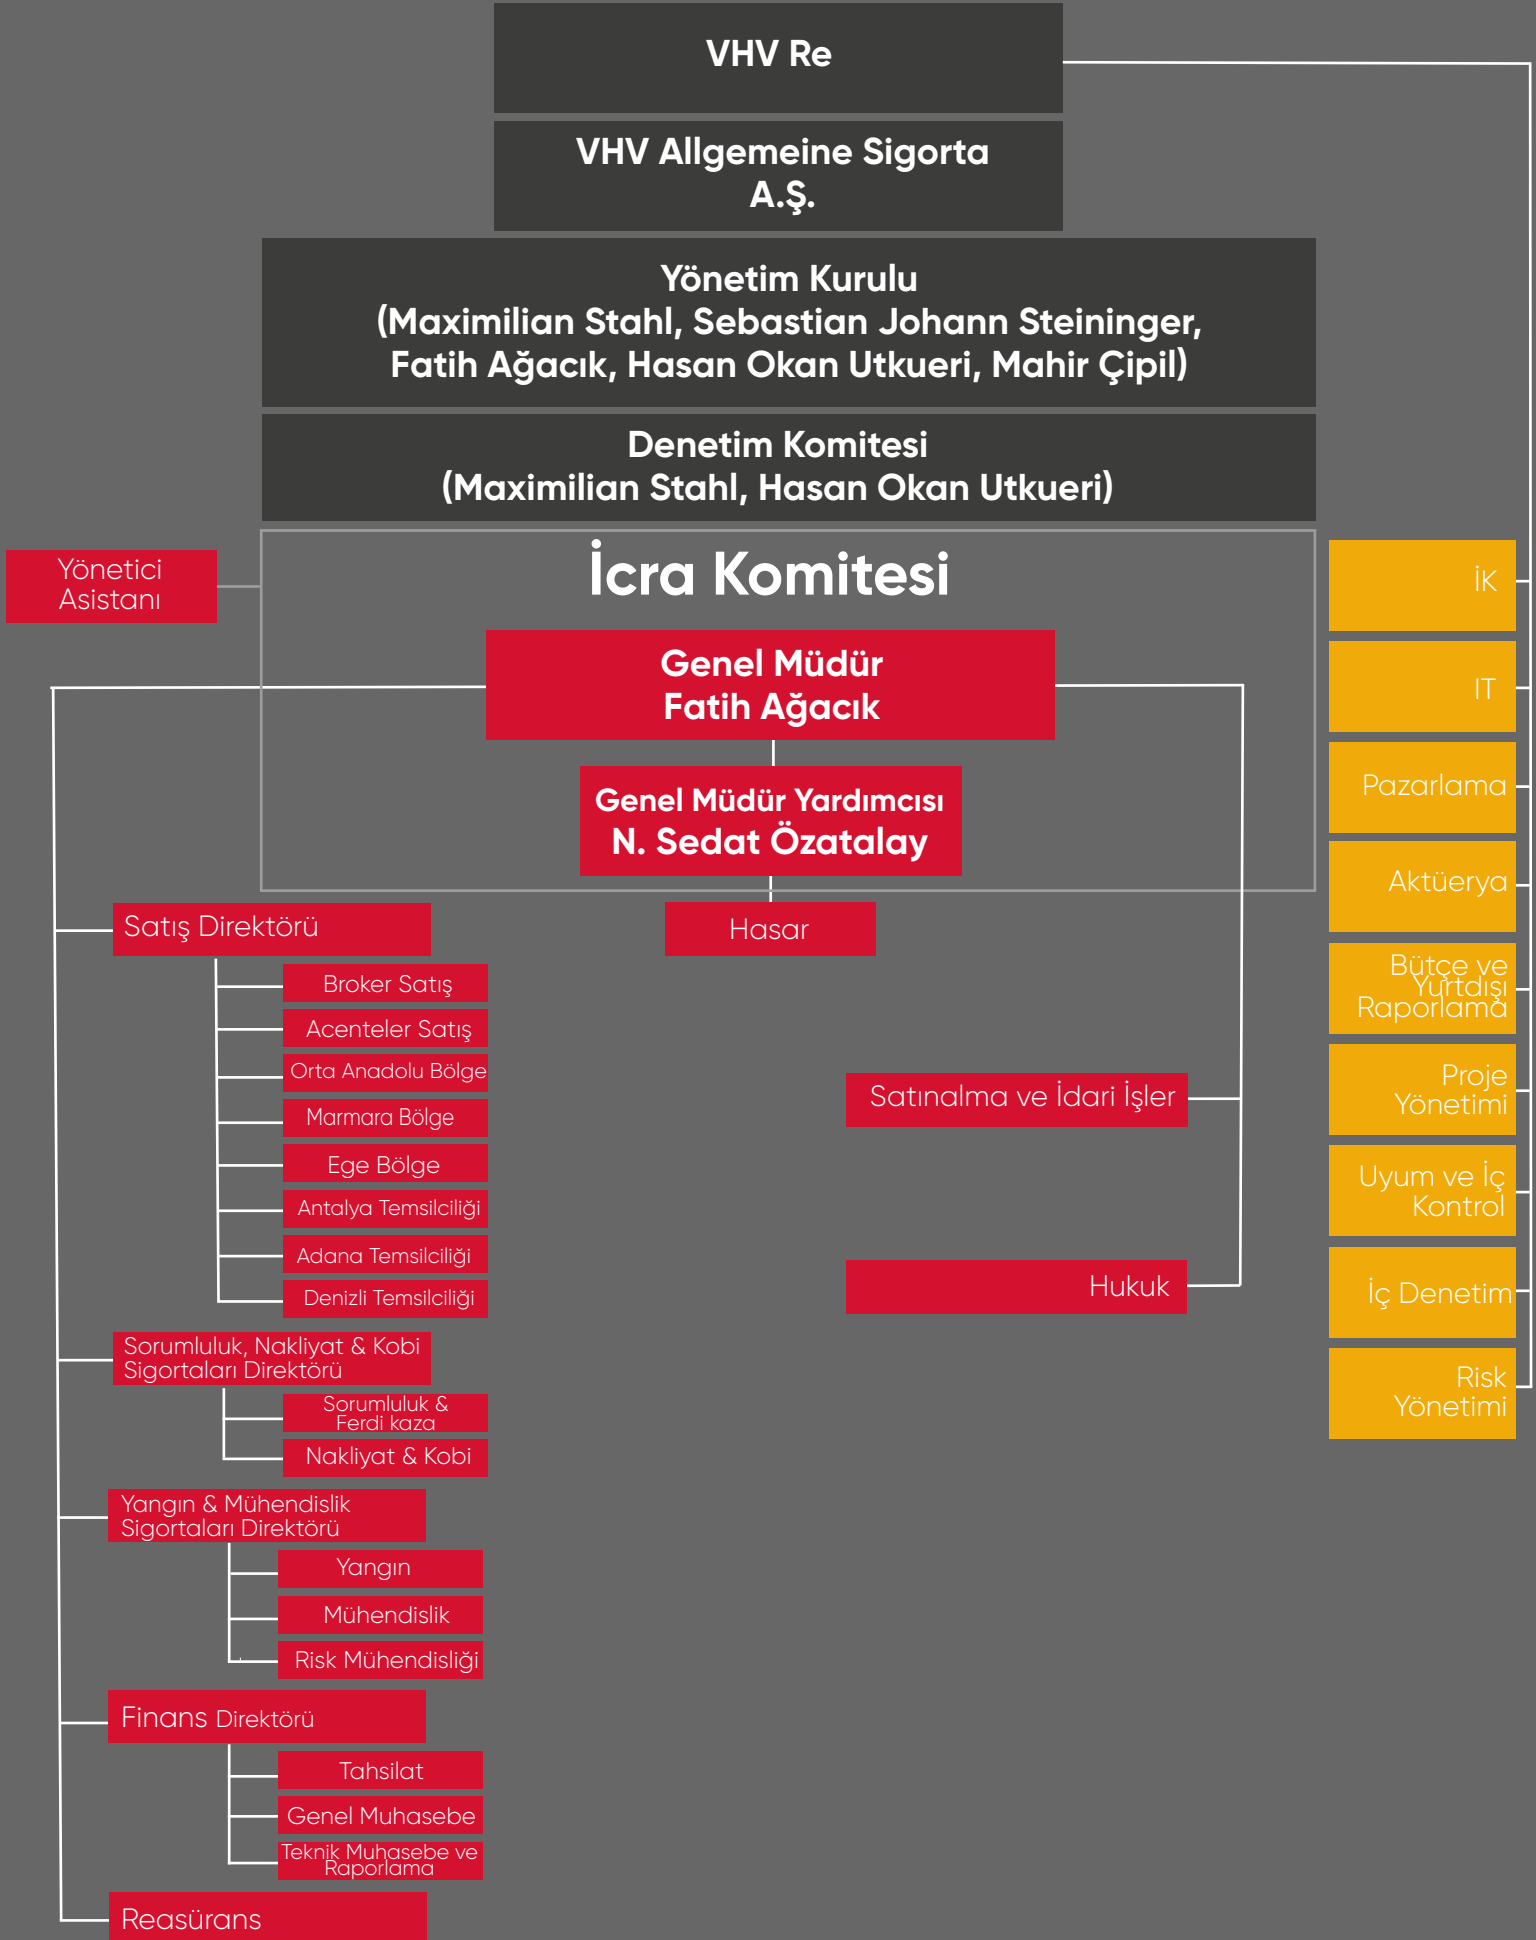 VHV Re
VHV Allgemeine Sigorta
A.Ş.
Yönetim Kurulu
(Maximilian Stahl, Sebastian Johann Steininger,
Fatih Ağacık, Hasan Okan Utkueri, Mahir Çipil)
Denetim Komitesi
(Maximilian Stahl, Hasan Okan Utkueri)
İcra Komitesi
Yönetici
Asistanı
Genel Müdür
Fatih Ağacık
Genel Müdür Yardımcısı
N. Sedat Özatalay
Hasar
Satış Direktörü
Broker Satış
Acenteler Satış
Orta Anadolu Bölge
Marmara Bölge
Ege Bölge
Antalya Temsilciliği
Adana Temsilciliği
Denizli Temsilciliği
Sorumluluk, Nakliyat & Kobi
Sigortaları Direktörü
Sorumluluk &
Ferdi kaza
Nakliyat & Kobi
Yangın & Mühendislik
Sigortaları Direktörü
Yangın
Mühendislik
Risk Mühendisliği
Finans Direktörü
Tahsilat
Genel Muhasebe
Teknik Muhasebe ve
Raporlama
Reasürans
Satınalma ve İdari İşler
Hukuk
İK
IT
Pazarlama
Aktüerya
Bütçe ve
Yurtdışı
Raporlama
Proje
Yönetimi
Uyum ve İç
Kontrol
İç Denetim
Risk
Yönetimi